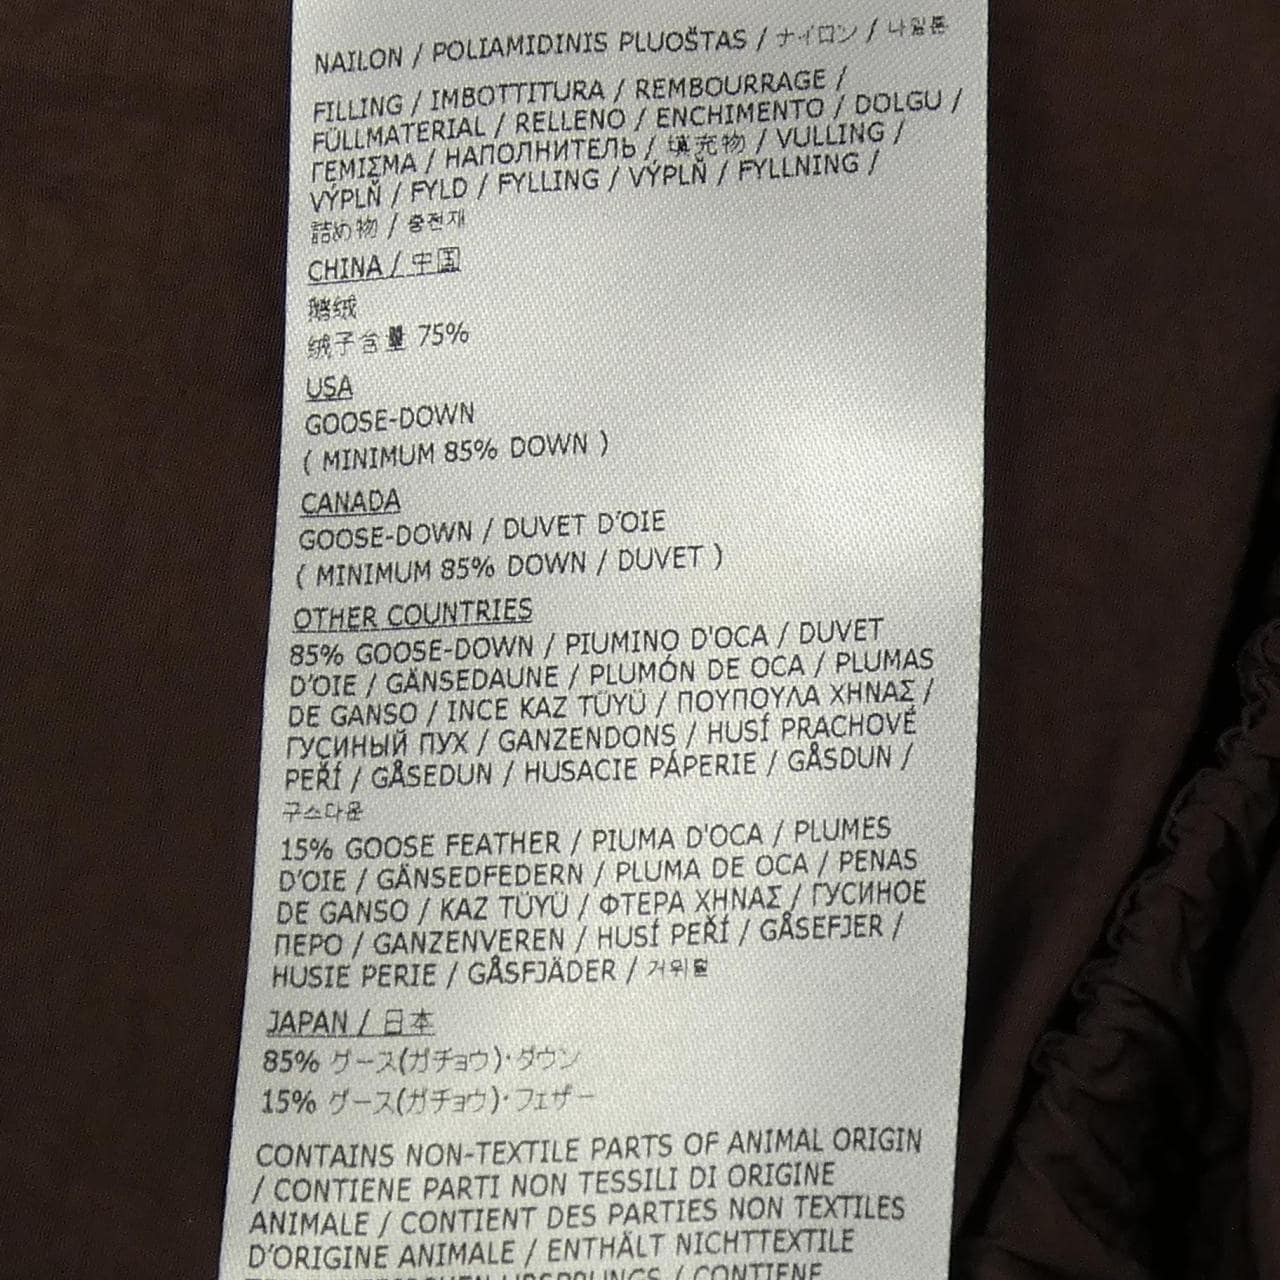 NAILON / POLIAMIDINIS PLUOŠTAS / ナイロン / 나일론
FILLING / IMBOTTITURA / REMBOURRAGE /
FÜLLMATERIAL / RELLENO / ENCHIMENTO / DOLGU /
ΓΕΜΙΣΜΑ / НАПОЛНИТЕЛЬ / 填充物 / VULLING /
VÝPLŇ / FYLD / FYLLING / VÝPLŇ / FYLLNING /
詰め物 / 충전재
CHINA / 中国
鹅绒
绒子含量 75%
USA
GOOSE-DOWN
( MINIMUM 85% DOWN )
CANADA
GOOSE-DOWN / DUVET D'OIE
( MINIMUM 85% DOWN / DUVET )
OTHER COUNTRIES
85% GOOSE-DOWN / PIUMINO D'OCA / DUVET
D'OIE / GÄNSEDAUNE / PLUMÓN DE OCA / PLUMAS
DE GANSO / INCE KAZ TÜYÜ / ΠΟΥΠΟΥΛΑ ΧΗΝΑΣ /
ГУСИНЫЙ ПУХ / GANZENDONS / HUSÍ PRACHOVÉ
PEŘÍ / GÅSEDUN / HUSACIE PÁPERIE / GÅSDUN /
구스다운
15% GOOSE FEATHER / PIUMA D'OCA / PLUMES
D'OIE / GÄNSEDFEDERN / PLUMA DE OCA / PENAS
DE GANSO / KAZ TÜYÜ / ΦΤΕΡΑ ΧΗΝΑΣ / ГУСИНОЕ
ПЕРО / GANZENVEREN / HUSÍ PEŘÍ / GÅSEFJER /
HUSIE PERIE / GÅSFJÄDER / 거위털
JAPAN / 日本
85% グース(ガチョウ)・ダウン
15% グース(ガチョウ)・フェザー
CONTAINS NON-TEXTILE PARTS OF ANIMAL ORIGIN
/ CONTIENE PARTI NON TESSILI DI ORIGINE
ANIMALE / CONTIENT DES PARTIES NON TEXTILES
D'ORIGINE ANIMALE / ENTHÄLT NICHTTEXTILE
/ CONTIENE